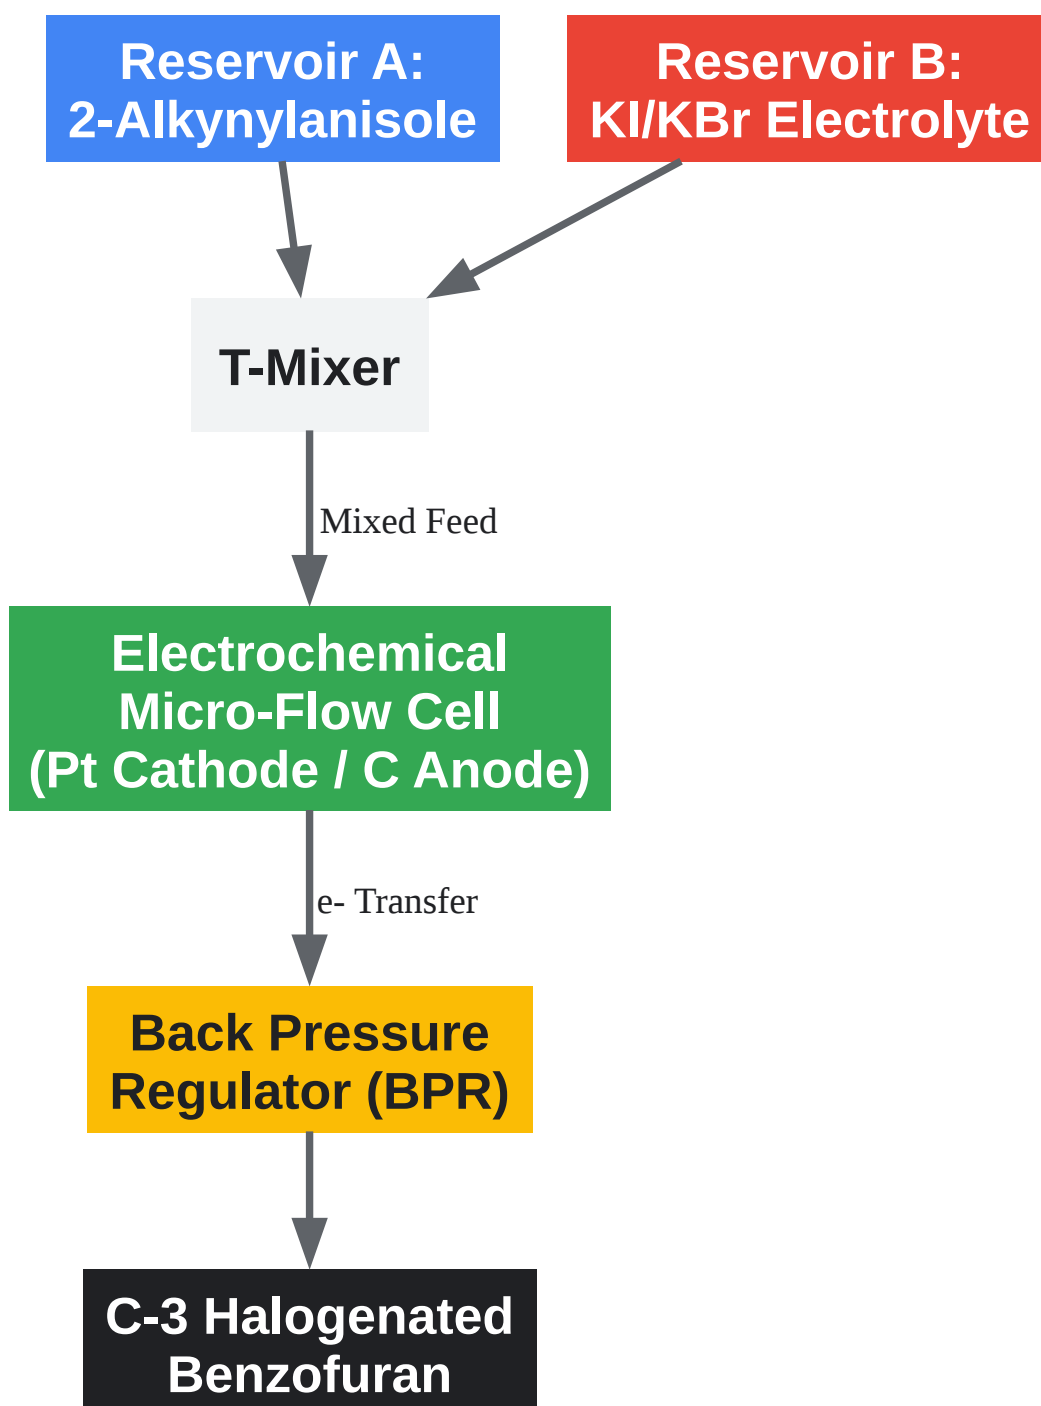 Reservoir A:
2-Alkynylanisole
Reservoir B:
KI/KBr Electrolyte
T-Mixer
Mixed Feed
Electrochemical
Micro-Flow Cell
(Pt Cathode / C Anode)
e- Transfer
Back Pressure
Regulator (BPR)
C-3 Halogenated
Benzofuran